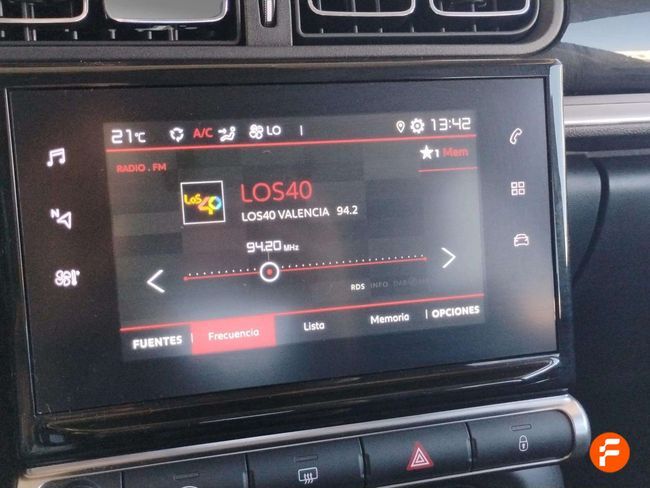 21°C A/C LO 13:42
RADIO . FM
1 Mem
LOS40
LOS40
LOS40 VALENCIA 94.2
94.20 MHz
N
RDS INFO
FUENTES Frecuencia Lista Memoria OPCIONES